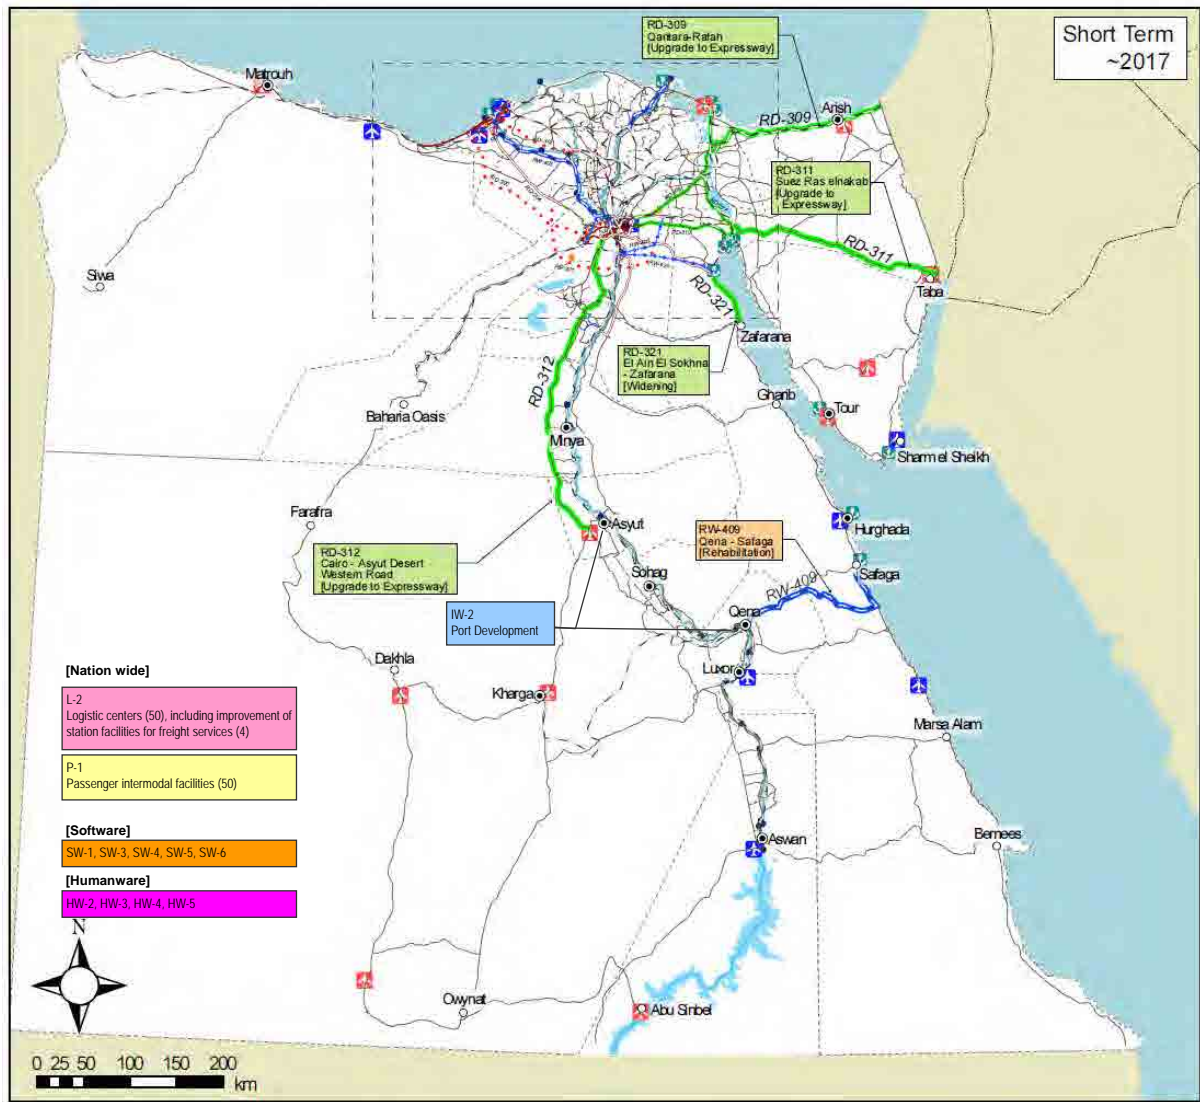 Short Term
~2017
RD-309
Qantara-Rafah
[Upgrade to Expressway]
Matrouh
Arish
RD-309
RD-311
Suez Ras elnakab
[Upgrade to
Expressway]
RD-311
Siwa
Taba
RD-321
Zafarana
RD-321
El Ain El Sokhna
- Zafarana
[Widening]
RD-312
Baharia Oasis
Gharib
Tour
Minya
Sharm el Sheikh
Farafra
Asyut
RW-409
Qena - Safaga
[Rehabilitation]
Hurghada
RD-312
Cairo - Asyut Desert
Western Road
[Upgrade to Expressway]
Safaga
Sohag
RW-409
IW-2
Port Development
Qena
Dakhla
Luxor
Kharga
[Nation wide]
L-2
Logistic centers (50), including improvement of
station facilities for freight services (4)
Marsa Alam
P-1
Passenger intermodal facilities (50)
[Software]
SW-1, SW-3, SW-4, SW-5, SW-6
Aswan
Bernees
[Humanware]
HW-2, HW-3, HW-4, HW-5
N
Owynat
Abu Sinbel
0 25 50 100 150 200
km